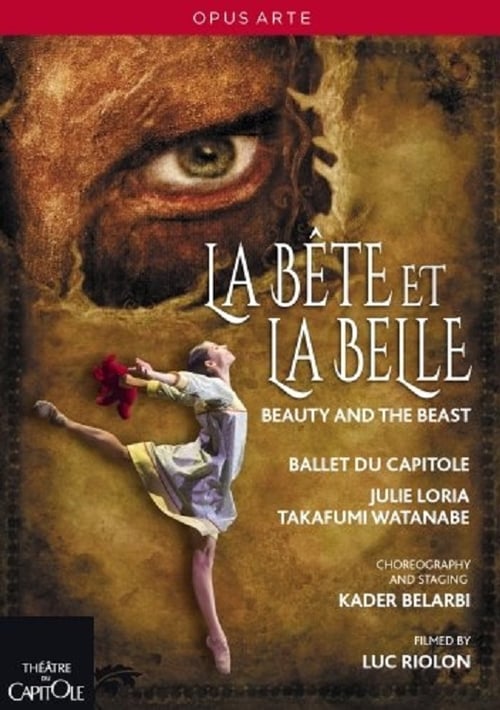 OPUS ARTE
LA BÊTE ET
LA BELLE
BEAUTY AND THE BEAST
BALLET DU CAPITOLE
JULIE LORIA
TAKAFUMI WATANABE
CHOREOGRAPHY
AND STAGING
KADER BELARBI
FILMED BY
LUC RIOLON
THÉÂTRE
DU
CAPITOLE